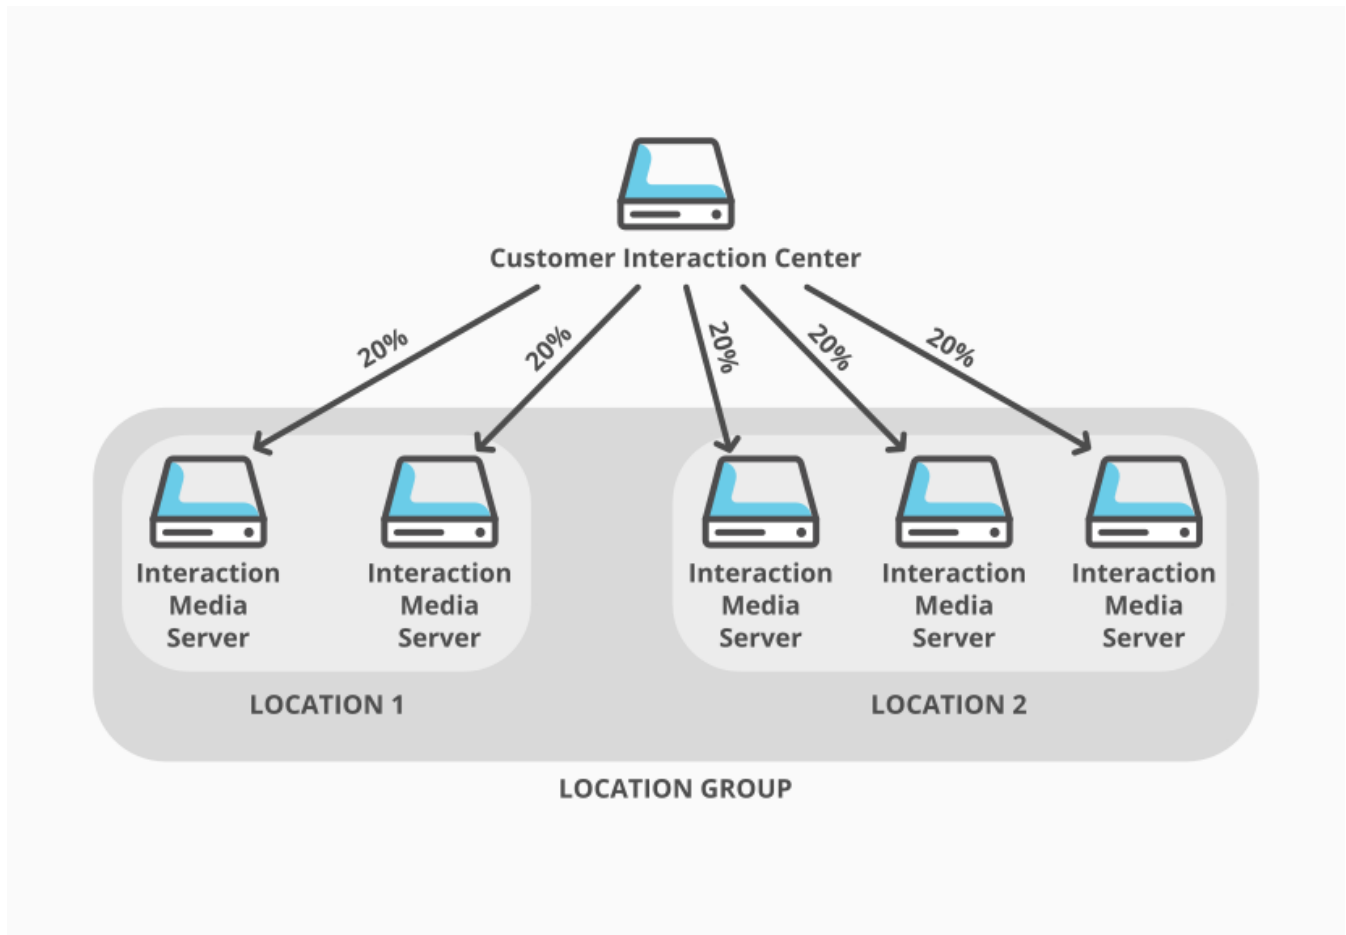 Customer Interaction Center
20%
20%
20%
20%
20%
Interaction
Media
Server
Interaction
Media
Server
Interaction
Media
Server
Interaction
Media
Server
Interaction
Media
Server
LOCATION 1
LOCATION 2
LOCATION GROUP